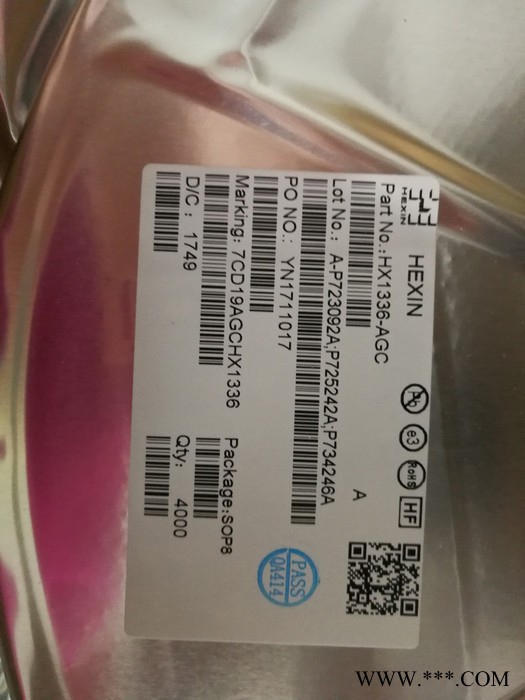 HEXIN
HEXIN
Pb
e3
RoHS
HF
Part No.:HX1336-AGC
A
Lot No.: A-P723092A;P725242A;P734246A
PO NO.: YN1711017
PASS
QA414
Marking: 7CD19AGCHX1336
Package:SOP8
D/C: 1749
Qty: 4000
WWW.***.COM